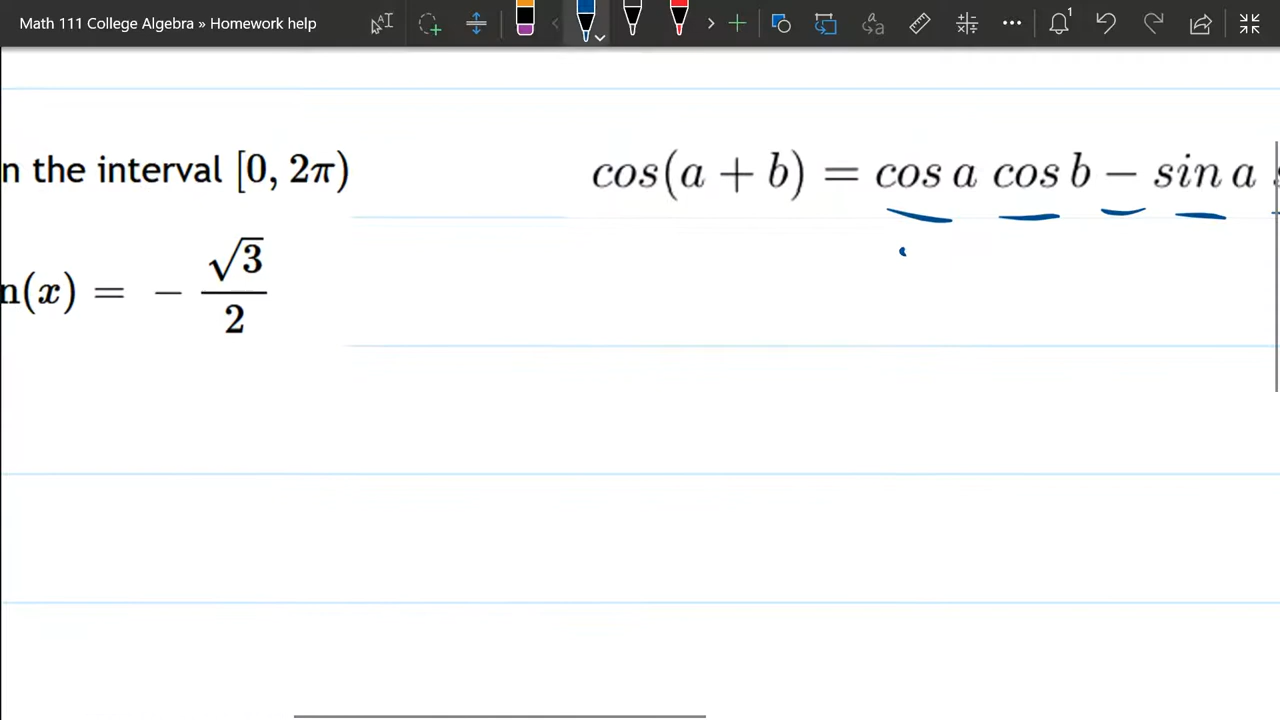 Math 111 College Algebra » Homework help
n the interval [0, 2π)
cos(a + b) = cos a cos b − sin a
n(x) = − √3/2